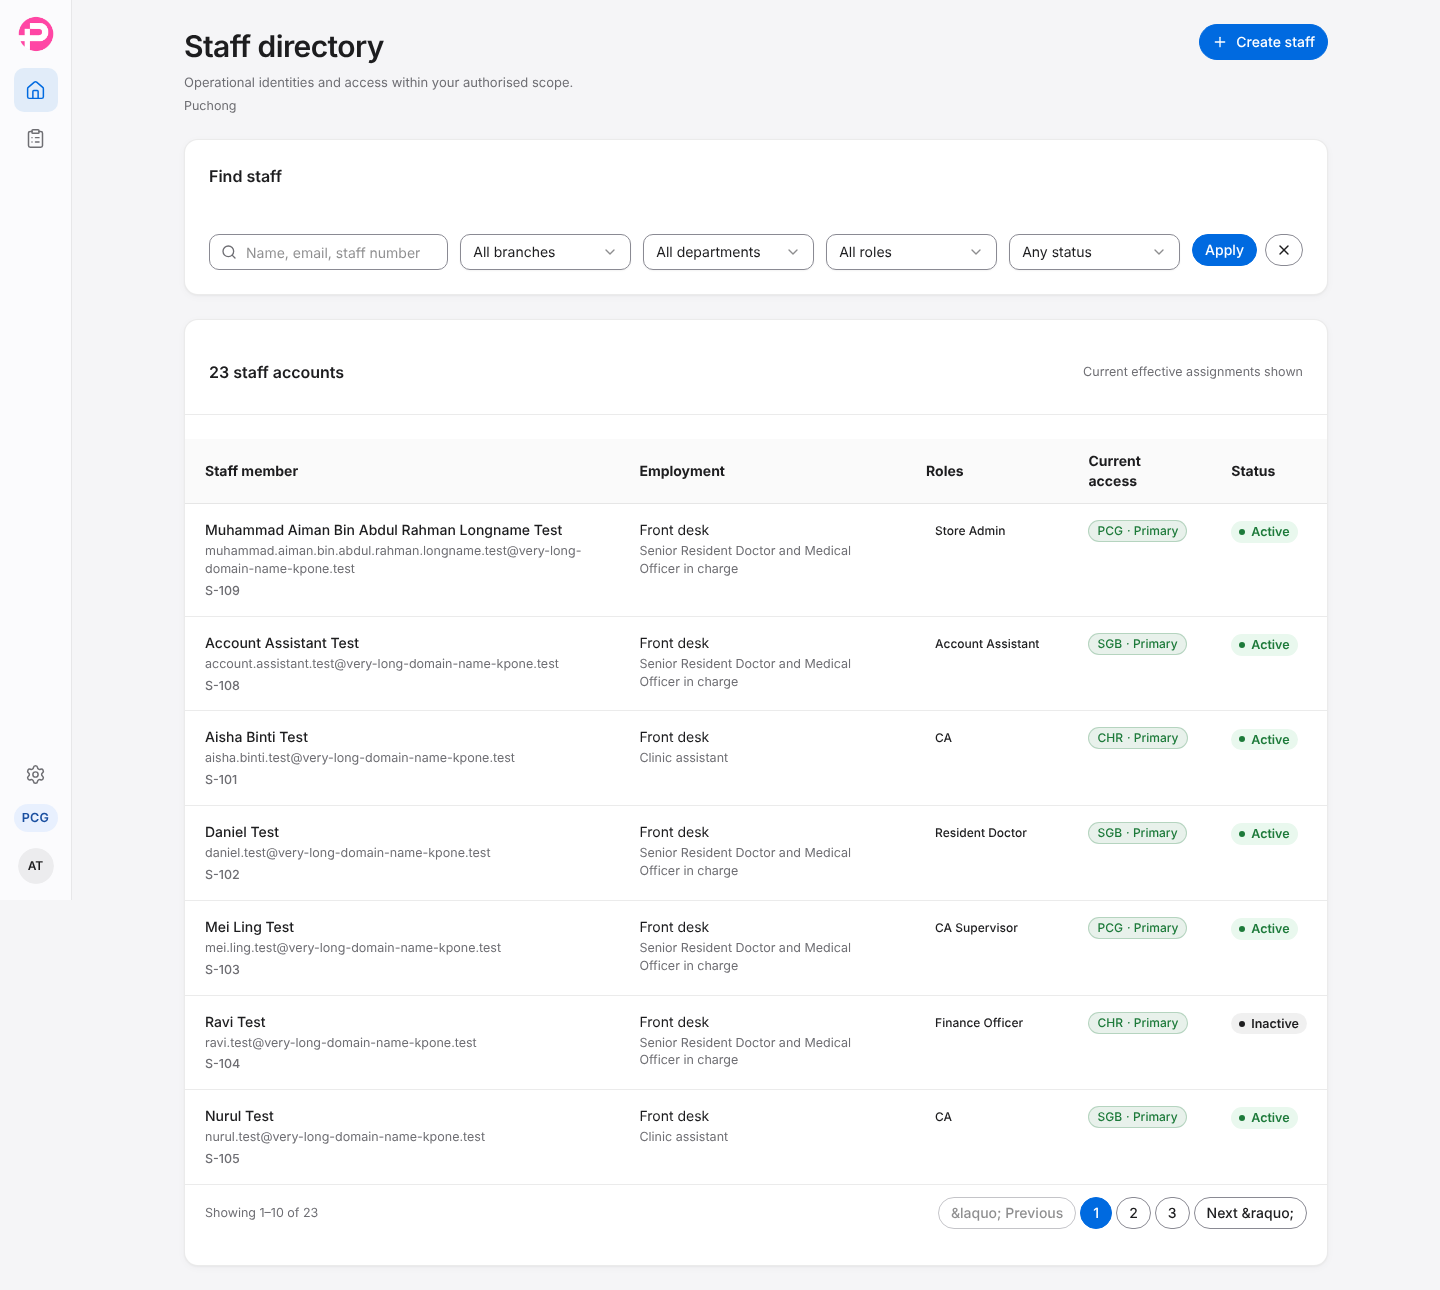 Staff directory
+ Create staff
Operational identities and access within your authorised scope.
Puchong
Find staff
Name, email, staff number
All branches
All departments
All roles
Any status
Apply
23 staff accounts
Current effective assignments shown
Staff member
Employment
Roles
Current
access
Status
Muhammad Aiman Bin Abdul Rahman Longname Test
muhammad.aiman.bin.abdul.rahman.longname.test@very-long-
domain-name-kpone.test
S-109
Front desk
Senior Resident Doctor and Medical
Officer in charge
Store Admin
PCG · Primary
Active
Account Assistant Test
account.assistant.test@very-long-domain-name-kpone.test
S-108
Front desk
Senior Resident Doctor and Medical
Officer in charge
Account Assistant
SGB · Primary
Active
Aisha Binti Test
aisha.binti.test@very-long-domain-name-kpone.test
S-101
Front desk
Clinic assistant
CA
CHR · Primary
Active
Daniel Test
daniel.test@very-long-domain-name-kpone.test
S-102
Front desk
Senior Resident Doctor and Medical
Officer in charge
Resident Doctor
SGB · Primary
Active
Mei Ling Test
mei.ling.test@very-long-domain-name-kpone.test
S-103
Front desk
Senior Resident Doctor and Medical
Officer in charge
CA Supervisor
PCG · Primary
Active
Ravi Test
ravi.test@very-long-domain-name-kpone.test
S-104
Front desk
Senior Resident Doctor and Medical
Officer in charge
Finance Officer
CHR · Primary
Inactive
Nurul Test
nurul.test@very-long-domain-name-kpone.test
S-105
Front desk
Clinic assistant
CA
SGB · Primary
Active
Showing 1–10 of 23
&laquo; Previous
1
2
3
Next &raquo;
PCG
AT